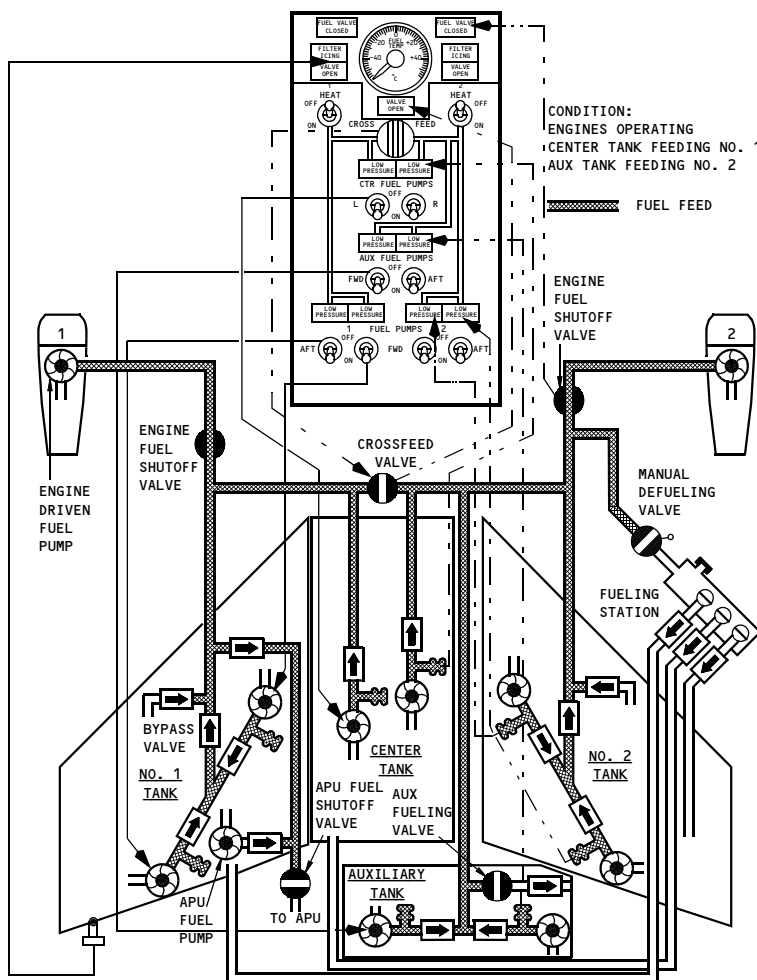 FUEL VALVE
CLOSED
FUEL VALVE
CLOSED
FILTER
ICING
VALVE
OPEN
FILTER
ICING
VALVE
OPEN
-40
-20
0
+20
+40
FUEL
TEMP
°C
VALVE
OPEN
1
HEAT
OFF
ON
2
HEAT
OFF
ON
CROSS
FEED
LOW
PRESSURE
LOW
PRESSURE
CTR FUEL PUMPS
L
OFF
ON
R
LOW
PRESSURE
LOW
PRESSURE
AUX FUEL PUMPS
FWD
OFF
ON
AFT
LOW
PRESSURE
LOW
PRESSURE
LOW
PRESSURE
LOW
PRESSURE
1
FUEL PUMPS
2
AFT
OFF
ON
FWD
OFF
ON
AFT
CONDITION:
ENGINES OPERATING
CENTER TANK FEEDING NO. 1
AUX TANK FEEDING NO. 2
FUEL FEED
ENGINE
FUEL
SHUTOFF
VALVE
1
2
ENGINE
FUEL
SHUTOFF
VALVE
CROSSFEED
VALVE
ENGINE
DRIVEN
FUEL
PUMP
MANUAL
DEFUELING
VALVE
FUELING
STATION
BYPASS
VALVE
NO. 1
TANK
CENTER
TANK
NO. 2
TANK
APU FUEL
SHUTOFF
VALVE
AUX
FUELING
VALVE
AUXILIARY
TANK
APU
FUEL
PUMP
TO APU